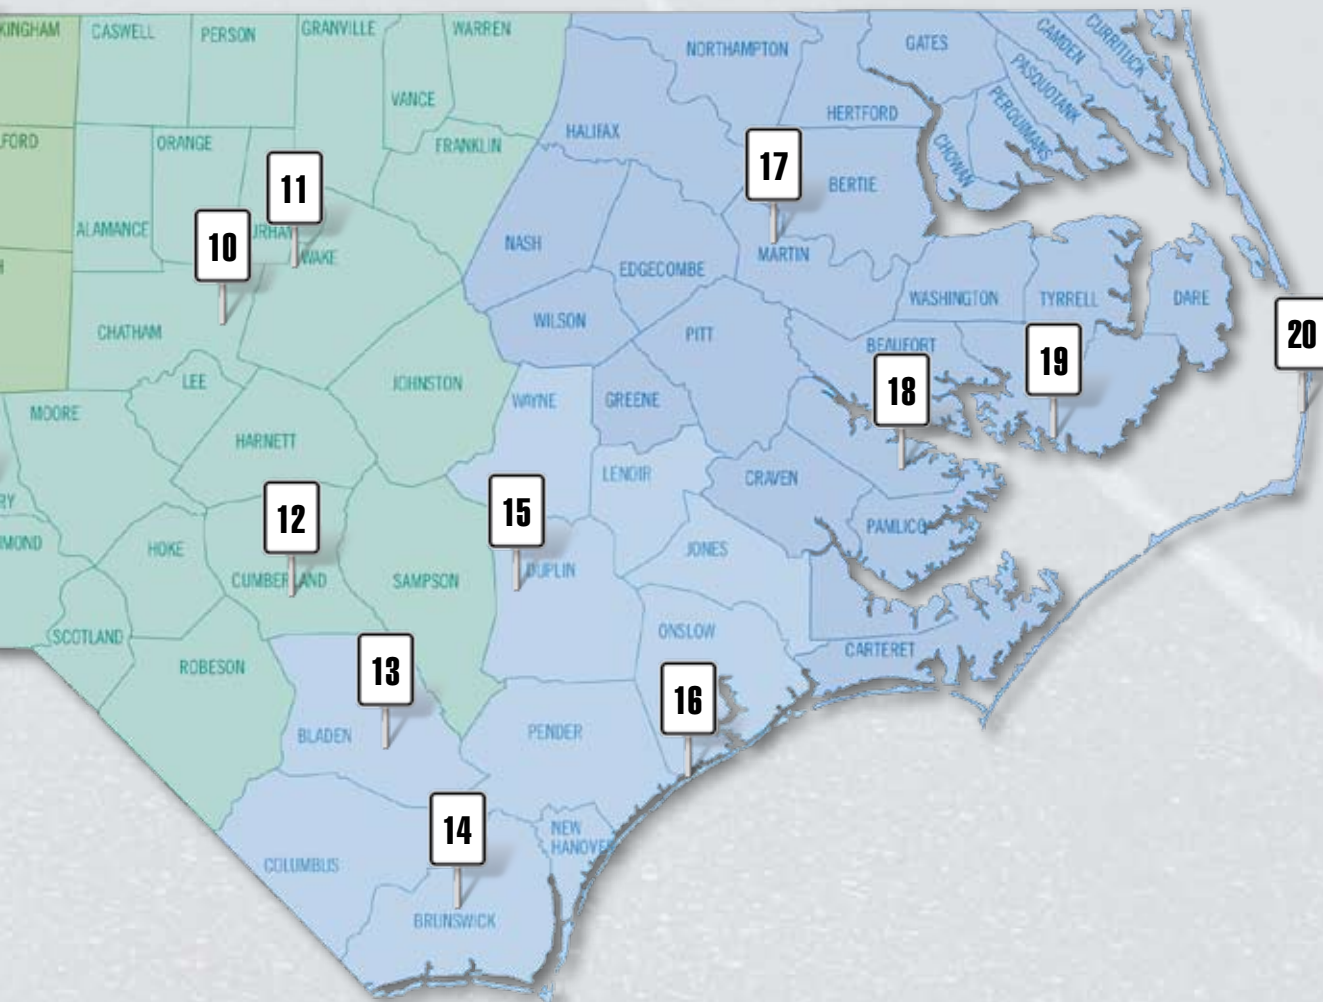 KINGHAM
CASWELL
PERSON
GRANVILLE
WARREN
VANCE
NORTHAMPTON
GATES
CAMDEN
CURRITUCK
PASQUOTANK
PERQUIMANS
CHOWAN
HERTFORD
FORD
ORANGE
FRANKLIN
HALIFAX
17
BERTIE
11
10
ALAMANCE
URHAM
WAKE
NASH
EDGECOMBE
MARTIN
WASHINGTON
TYRRELL
DARE
H
CHATHAM
WILSON
PITT
BEAUFORT
19
20
18
LEE
JOHNSTON
WAYNE
GREENE
MOORE
HARNETT
LENOIR
CRAVEN
RY
12
15
PAMLICO
MOND
HOKE
CUMBERLAND
SAMPSON
DUPLIN
JONES
SCOTLAND
ROBESON
13
ONSLOW
CARTERET
16
BLADEN
PENDER
14
NEW
HANOVER
COLUMBUS
BRUNSWICK